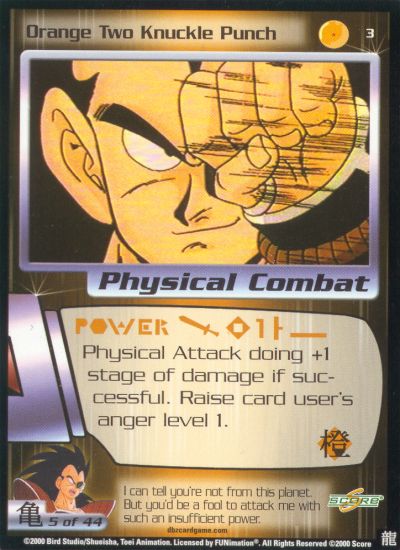 Orange Two Knuckle Punch 3
Physical Combat
POWER
Physical Attack doing +1
stage of damage if suc-
cessful. Raise card user's
anger level 1.
橙
I can tell you're not from this planet.
But you'd be a fool to attack me with
such an insufficient power.
亀 5 of 44
SCORE
dbzcardgame.com
©2000 Bird Studio/Shueisha, Toei Animation. Licensed by FUNimation®. All Rights Reserved ©2000 Score
龍